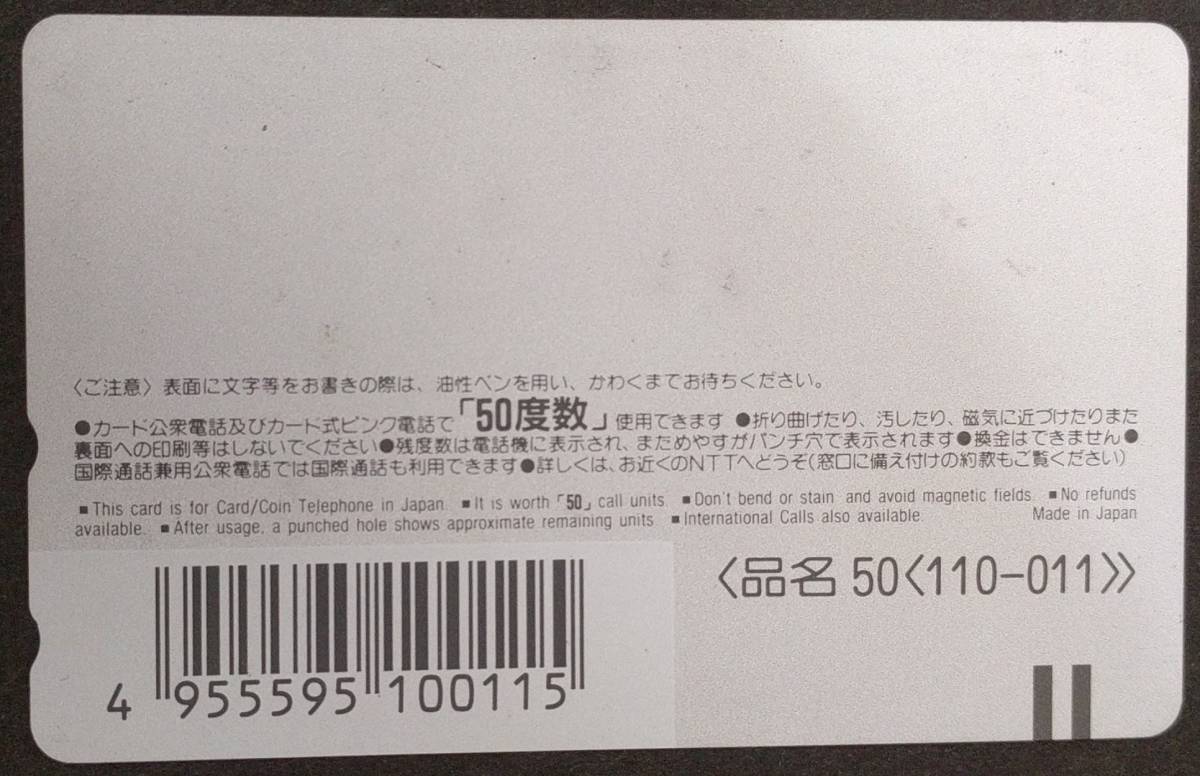 〈ご注意〉表面に文字等をお書きの際は、油性ペンを用い、かわくまでお待ちください。
●カード公衆電話及びカード式ピンク電話で「50度数」使用できます ●折り曲げたり、汚したり、磁気に近づけたりまた
裏面への印刷等はしないでください●残度数は電話機に表示され、まためやすがパンチ穴で表示されます●換金はできません●
国際通話兼用公衆電話では国際通話も利用できます●詳しくは、お近くのNTTへどうぞ(窓口に備え付けの約款もご覧ください)
■This card is for Card/Coin Telephone in Japan. ■It is worth「50」call units. ■Don't bend or stain and avoid magnetic fields. ■No refunds
available. ■After usage, a punched hole shows approximate remaining units ■International Calls also available. Made in Japan
〈品名 50〈110-011〉〉
4 955595 100115